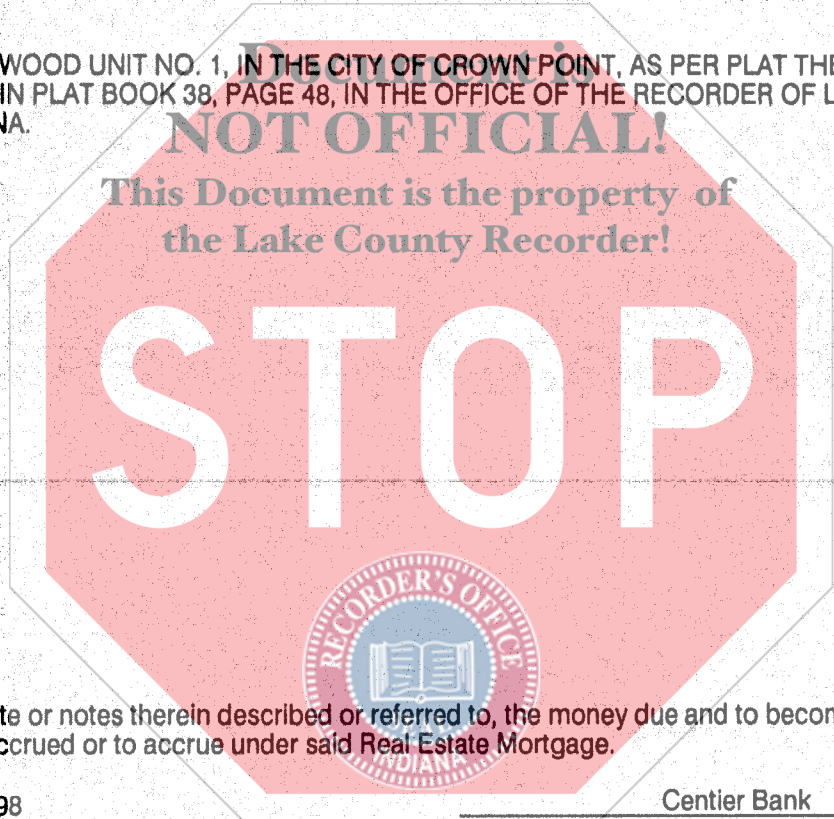 Document is
WOOD UNIT NO. 1, IN THE CITY OF CROWN POINT, AS PER PLAT THE
IN PLAT BOOK 38, PAGE 48, IN THE OFFICE OF THE RECORDER OF L
NA.
NOT OFFICIAL!
This Document is the property of
the Lake County Recorder!
STOP
RECORDER'S OFFICE
te or notes therein described or referred to, the money due and to becom
ccrued or to accrue under said Real Estate Mortgage.
INDIANA
98
Centier Bank